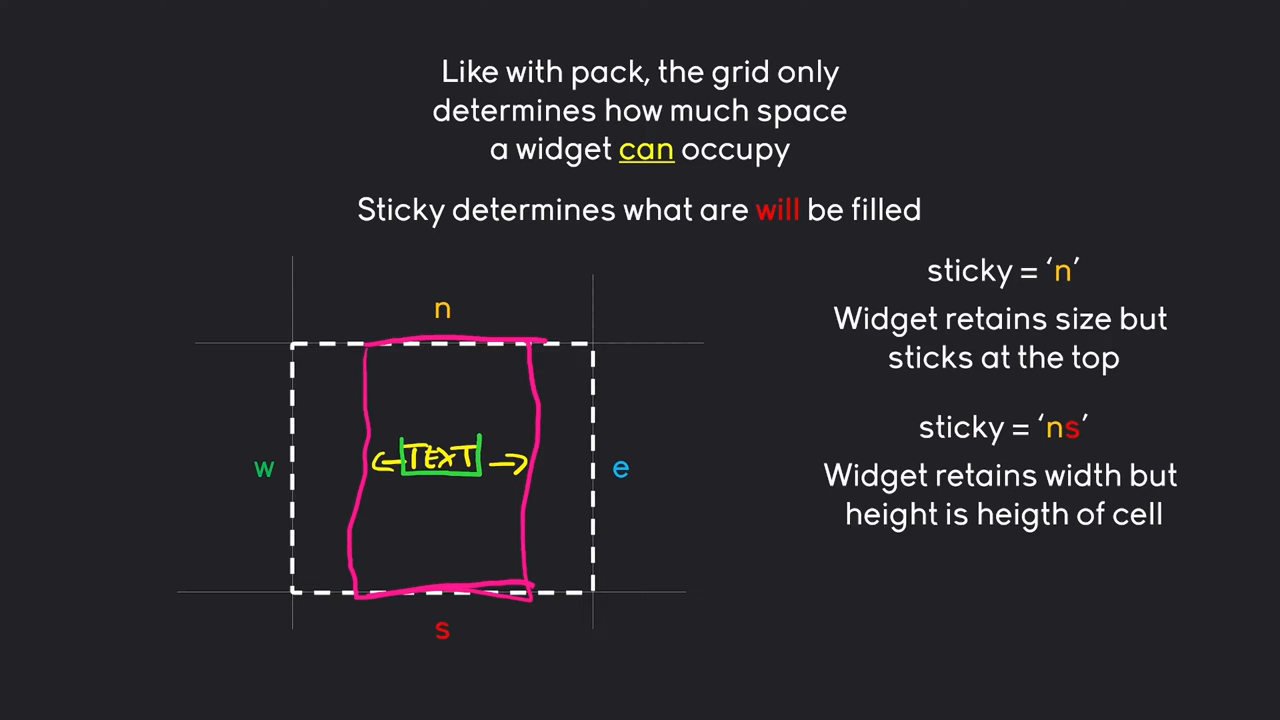 Like with pack, the grid only
determines how much space
a widget can occupy
Sticky determines what are will be filled
sticky = ‘n’
Widget retains size but
sticks at the top
sticky = ‘ns’
Widget retains width but
height is heigth of cell
n
w
TEXT
e
s